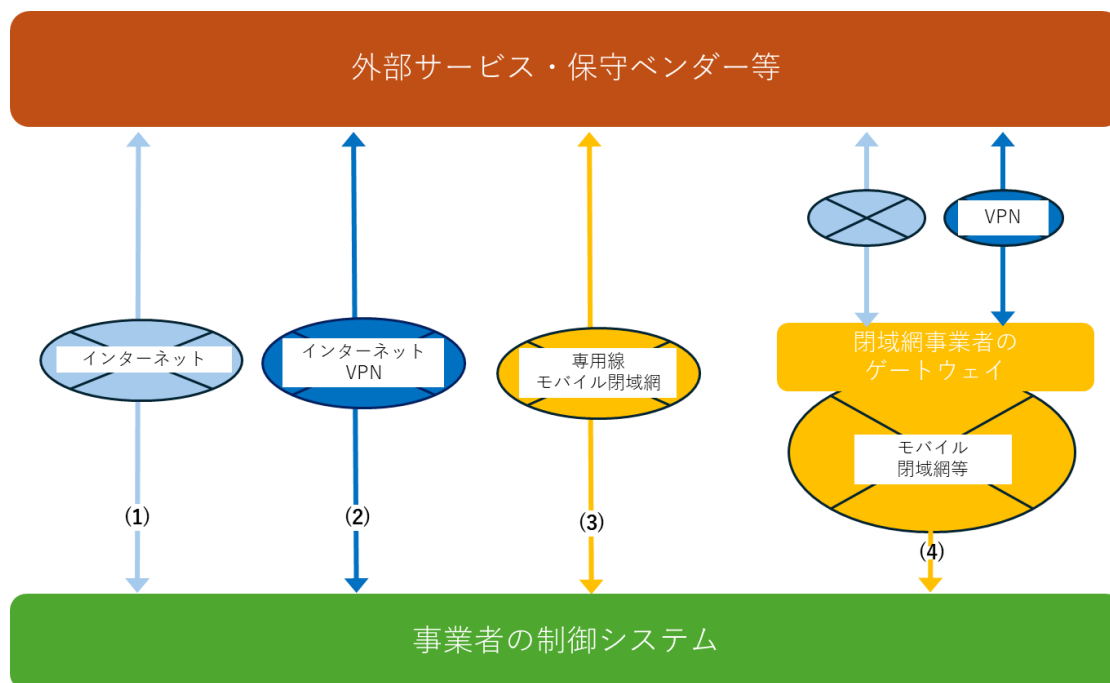 外部サービス・保守ベンダー等
VPN
インターネット
インターネット
VPN
専用線
モバイル閉域網
閉域網事業者の
ゲートウェイ
モバイル
閉域網等
(1)
(2)
(3)
(4)
事業者の制御システム